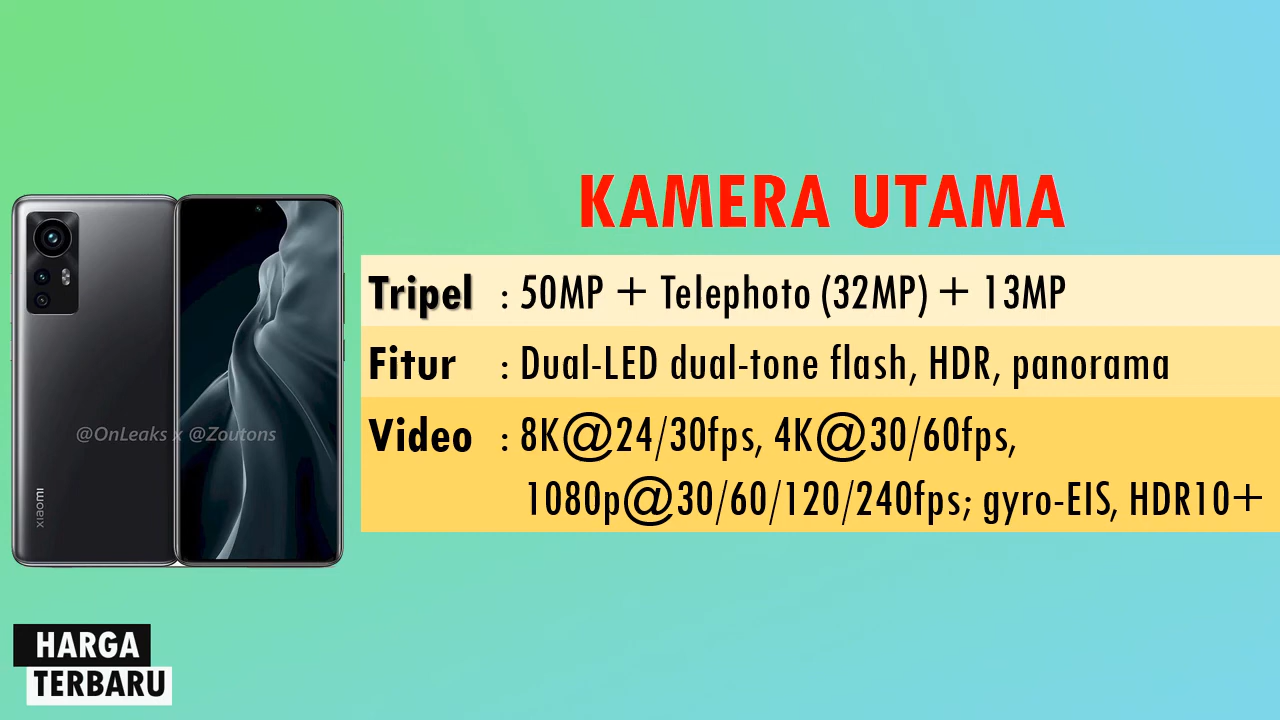 KAMERA UTAMA
Tripel : 50MP + Telephoto (32MP) + 13MP
Fitur : Dual-LED dual-tone flash, HDR, panorama
Video : 8K@24/30fps, 4K@30/60fps,
1080p@30/60/120/240fps; gyro-EIS, HDR10+
@OnLeaks x @Zoutons
xiaomi
HARGA
TERBARU